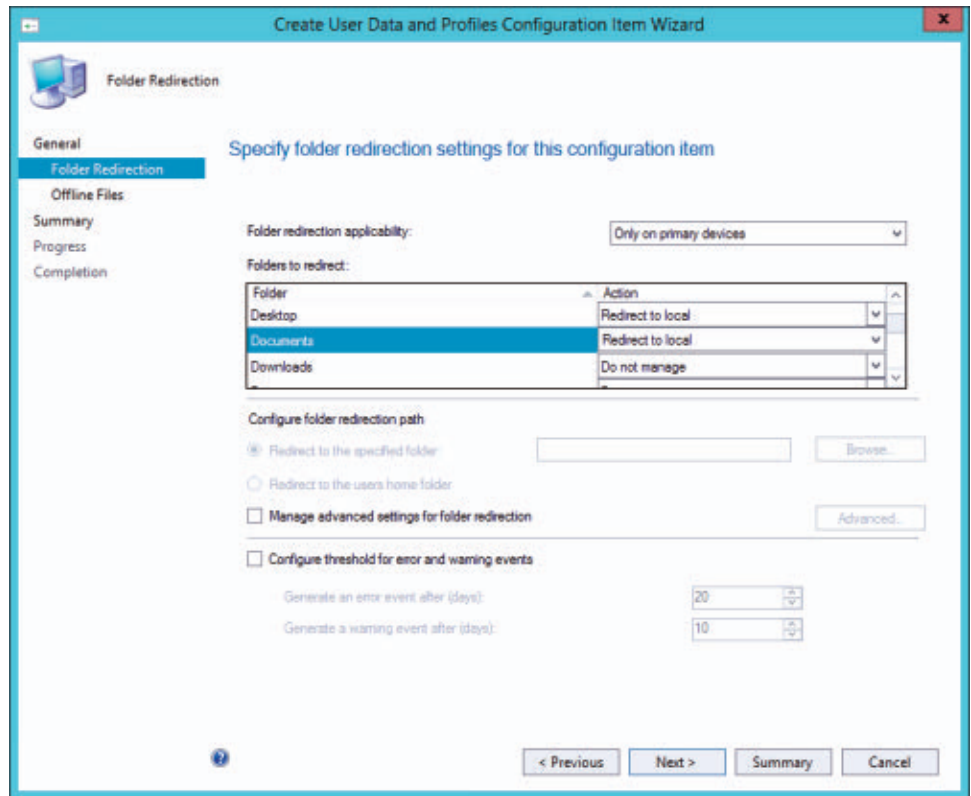 Create User Data and Profiles Configuration Item Wizard
x
Folder Redirection
General
Folder Redirection
Offline Files
Summary
Progress
Completion
Specify folder redirection settings for this configuration item
Folder redirection applicability:
Only on primary devices
Folders to redirect:
Folder Action
Desktop Redirect to local
Documents Redirect to local
Downloads Do not manage
Configure folder redirection path
Redirect to the specified folder
Browse...
Redirect to the users home folder
Manage advanced settings for folder redirection
Advanced..
Configure threshold for error and warning events
Generate an error event after (days): 20
Generate a warning event after (days): 10
?
< Previous Next > Summary Cancel